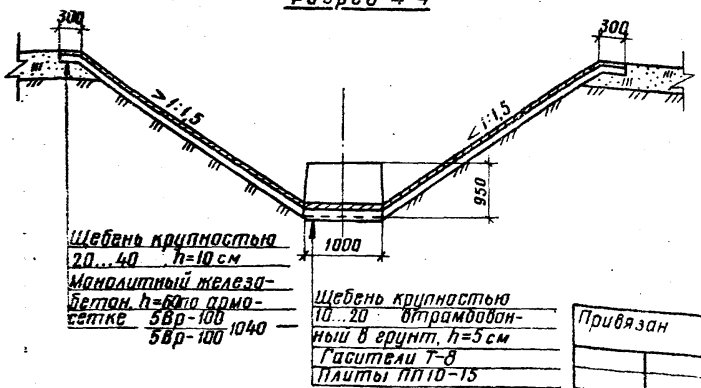 Разрез 4-4
300
300
> 1:1,5
< 1:1,5
950
1000
Щебень крупностью
20...40 h=10 см
Монолитный железо-
бетон, h=60 по армо-
сетке 5Вр-100
5Вр-100 1040 —
Щебень крупностью
10...20 втрамбован-
ный в грунт, h=5 см
Гасители Т-8
Плиты ПП10-15
Привязан